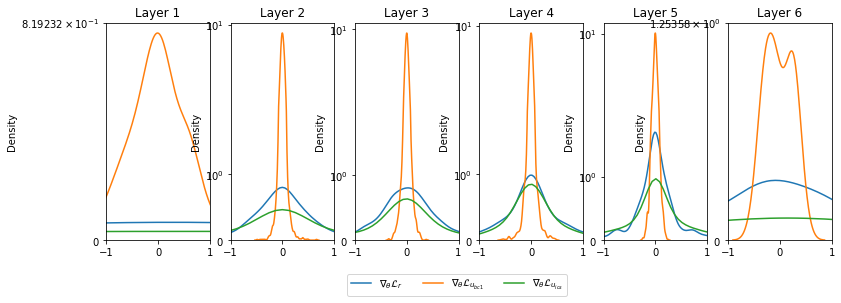 Layer 1 Layer 2 Layer 3 Layer 4 Layer 5 Layer 6
8.19232 × 10⁻¹ 10¹ 10¹ 10¹ 10¹ 1.25358 × 10⁰
Density Density Density Density Density Density
10⁰ 10⁰ 10⁰ 10⁰
0 0 0 0 0 0
−1 0 1 −1 0 1 −1 0 1 −1 0 1 −1 0 1 −1 0 1
∇θℒr ∇θℒu_bc1 ∇θℒu_ics